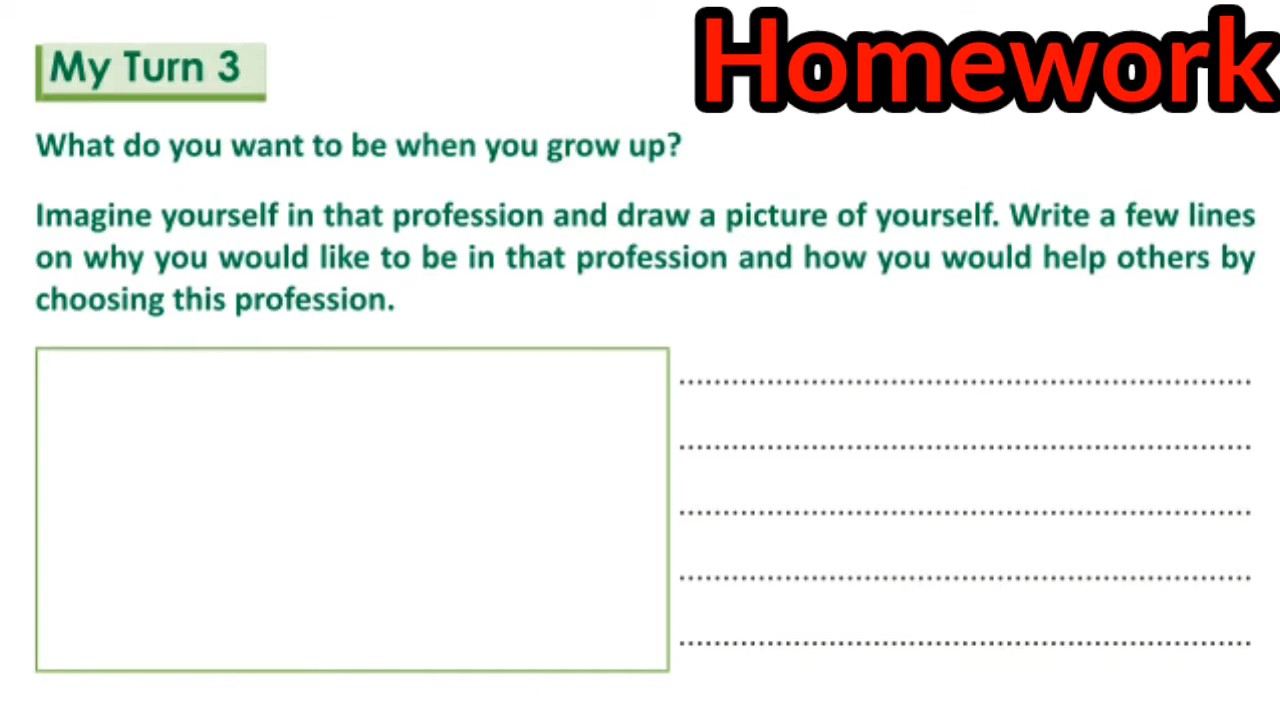 Homework
My Turn 3
What do you want to be when you grow up?
Imagine yourself in that profession and draw a picture of yourself. Write a few lines
on why you would like to be in that profession and how you would help others by
choosing this profession.